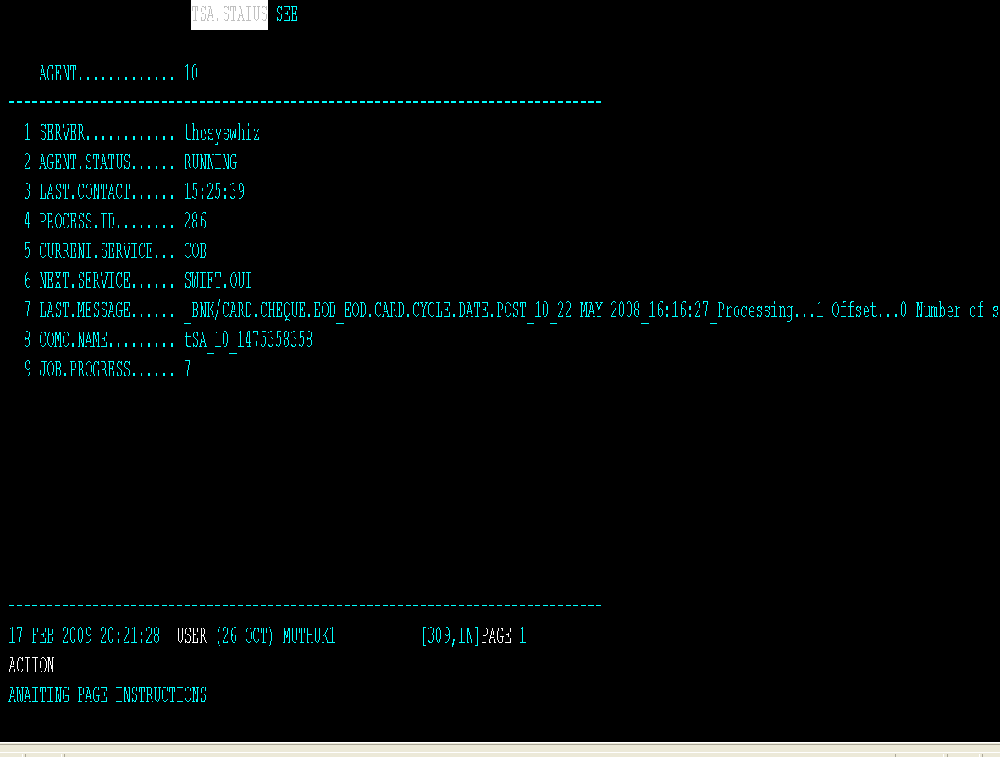 TSA.STATUS SEE
AGENT............. 10
1 SERVER............ thesyswhiz
2 AGENT.STATUS...... RUNNING
3 LAST.CONTACT...... 15:25:39
4 PROCESS.ID........ 286
5 CURRENT.SERVICE... COB
6 NEXT.SERVICE...... SWIFT.OUT
7 LAST.MESSAGE...... _BNK/CARD.CHEQUE.EOD_EOD.CARD.CYCLE.DATE.POST_10_22 MAY 2008_16:16:27_Processing...1 Offset...0 Number of s
8 COMO.NAME......... tSA_10_1475358358
9 JOB.PROGRESS...... 7
17 FEB 2009 20:21:28 USER (26 OCT) MUTHUK1 [309,IN]PAGE 1
ACTION
AWAITING PAGE INSTRUCTIONS